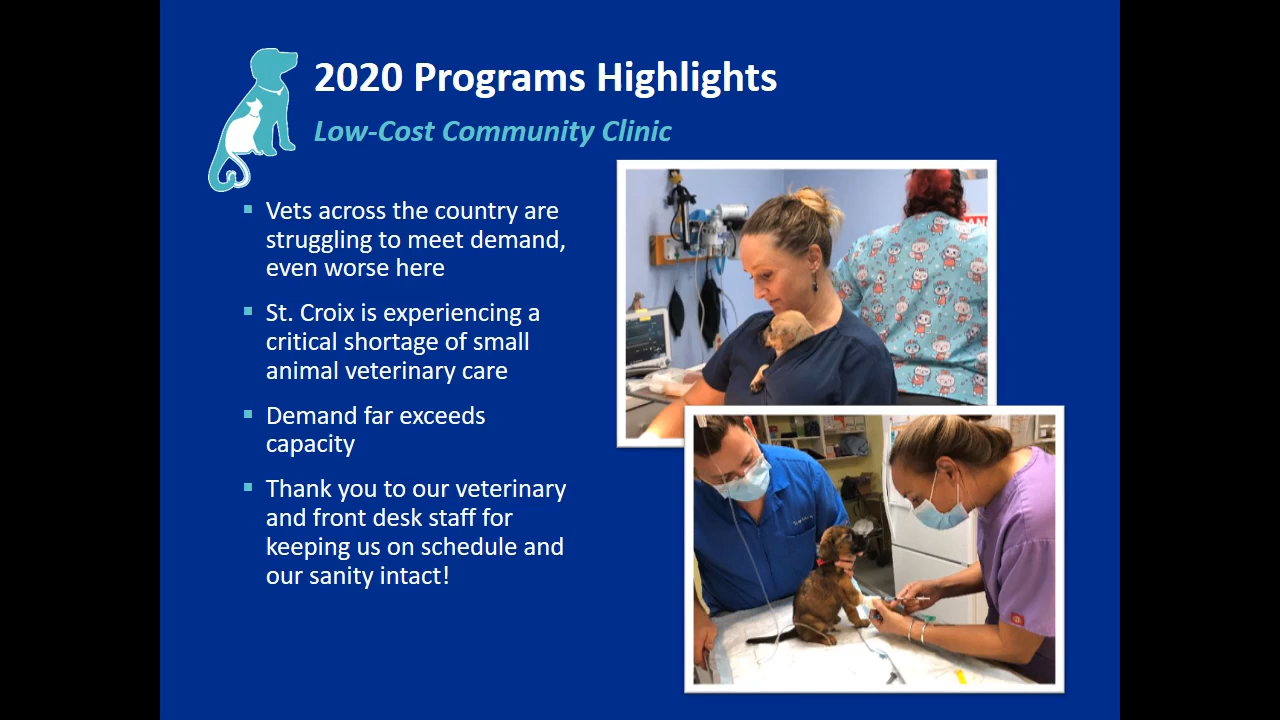 2020 Programs Highlights
Low-Cost Community Clinic
Vets across the country are
struggling to meet demand,
even worse here
St. Croix is experiencing a
critical shortage of small
animal veterinary care
Demand far exceeds
capacity
Thank you to our veterinary
and front desk staff for
keeping us on schedule and
our sanity intact!